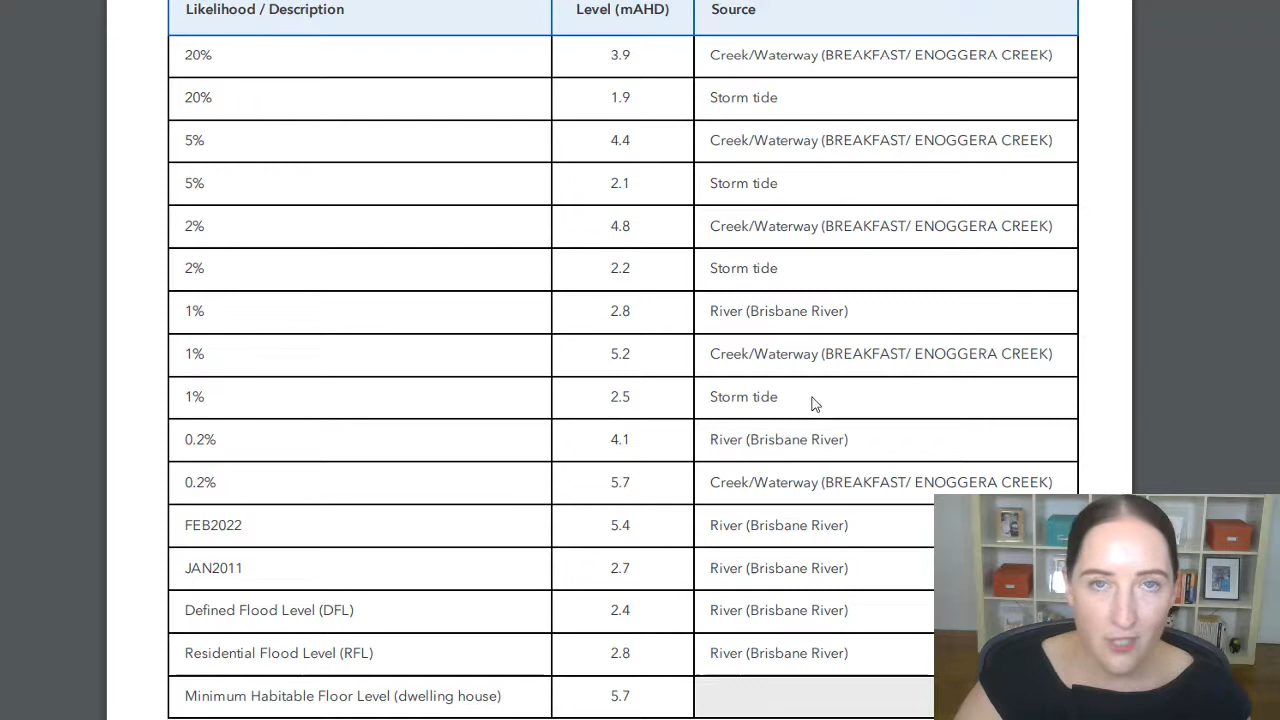 Likelihood / Description Level (mAHD) Source
20% 3.9 Creek/Waterway (BREAKFAST/ ENOGGERA CREEK)
20% 1.9 Storm tide
5% 4.4 Creek/Waterway (BREAKFAST/ ENOGGERA CREEK)
5% 2.1 Storm tide
2% 4.8 Creek/Waterway (BREAKFAST/ ENOGGERA CREEK)
2% 2.2 Storm tide
1% 2.8 River (Brisbane River)
1% 5.2 Creek/Waterway (BREAKFAST/ ENOGGERA CREEK)
1% 2.5 Storm tide
0.2% 4.1 River (Brisbane River)
0.2% 5.7 Creek/Waterway (BREAKFAST/ ENOGGERA CREEK)
FEB2022 5.4 River (Brisbane River)
JAN2011 2.7 River (Brisbane River)
Defined Flood Level (DFL) 2.4 River (Brisbane River)
Residential Flood Level (RFL) 2.8 River (Brisbane River)
Minimum Habitable Floor Level (dwelling house) 5.7